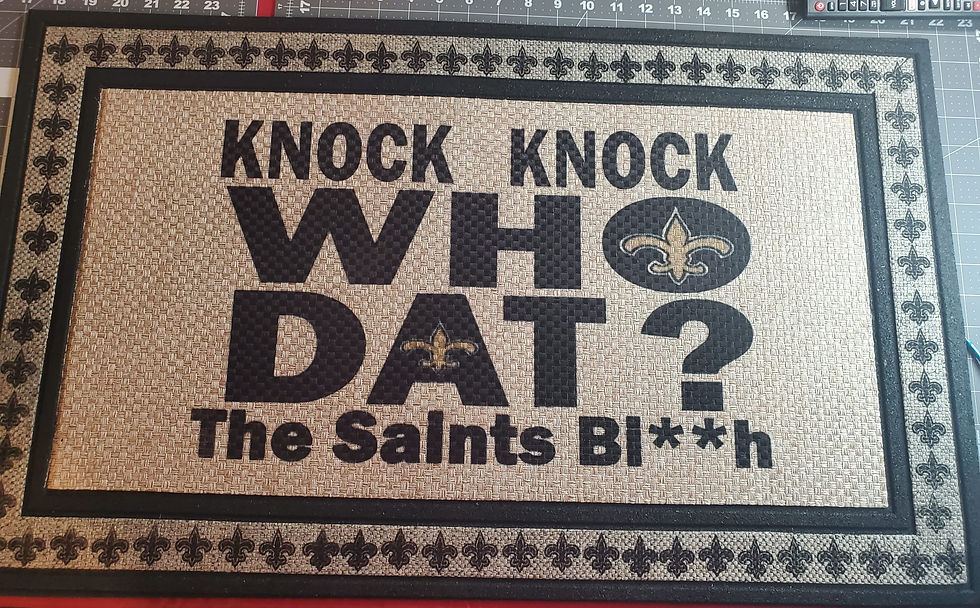 KNOCK KNOCK
WHO
DAT ?
The Saints Bi**h